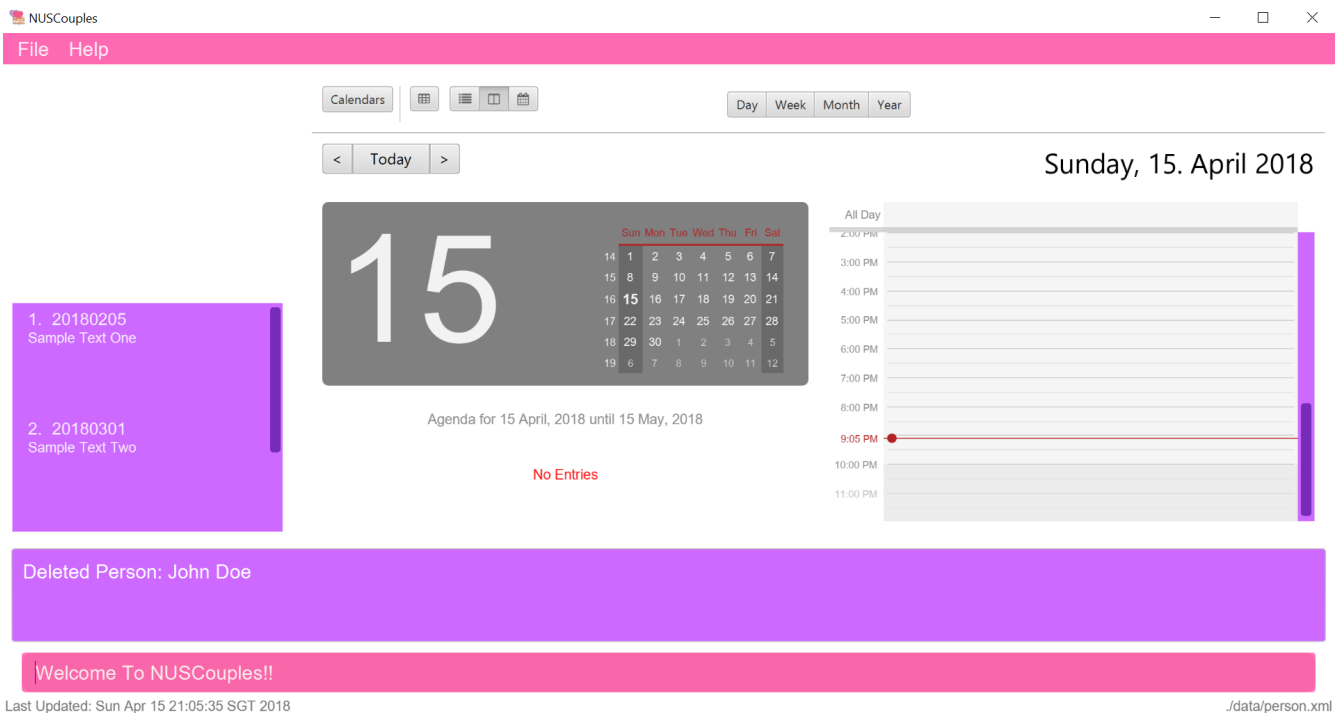 NUSCouples
File Help
Calendars
Day Week Month Year
< Today >
Sunday, 15. April 2018
15
Sun Mon Tue Wed Thu Fri Sat
14 1 2 3 4 5 6 7
15 8 9 10 11 12 13 14
16 15 16 17 18 19 20 21
17 22 23 24 25 26 27 28
18 29 30 1 2 3 4 5
19 6 7 8 9 10 11 12
Agenda for 15 April, 2018 until 15 May, 2018
No Entries
All Day
2:00 PM
3:00 PM
4:00 PM
5:00 PM
6:00 PM
7:00 PM
8:00 PM
9:05 PM
10:00 PM
11:00 PM
1. 20180205
Sample Text One
2. 20180301
Sample Text Two
Deleted Person: John Doe
Welcome To NUSCouples!!
Last Updated: Sun Apr 15 21:05:35 SGT 2018
./data/person.xml